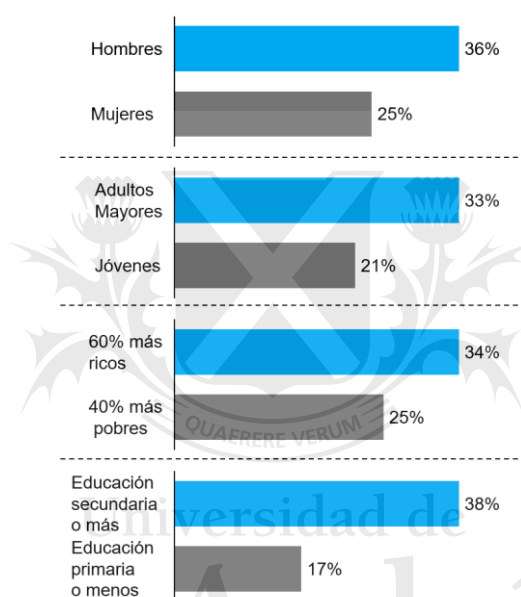 Hombres
36%
Mujeres
25%
Adultos
Mayores
33%
Jóvenes
21%
60% más
ricos
34%
40% más
pobres
25%
QUAERERE VERUM
Educación
secundaria
o más
38%
Universidad de
Educación
primaria
o menos
17%